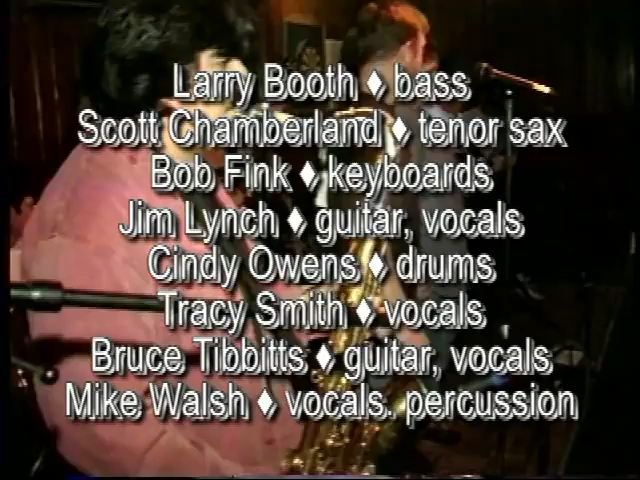 Larry Booth ♦ bass
Scott Chamberland ♦ tenor sax
Bob Fink ♦ keyboards
Jim Lynch ♦ guitar, vocals
Cindy Owens ♦ drums
Tracy Smith ♦ vocals
Bruce Tibbitts ♦ guitar, vocals
Mike Walsh ♦ vocals. percussion